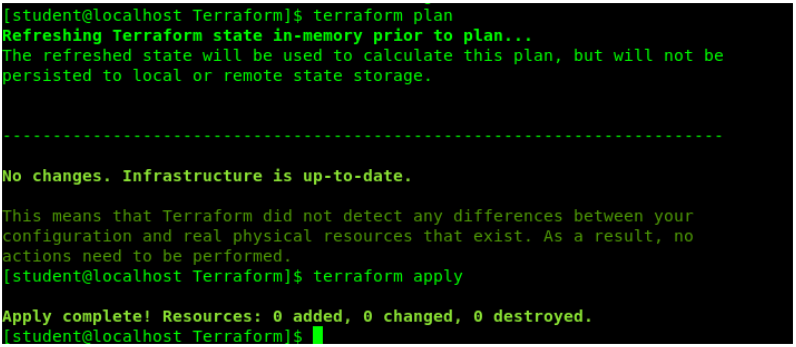 [student@localhost Terraform]$ terraform plan
Refreshing Terraform state in-memory prior to plan...
The refreshed state will be used to calculate this plan, but will not be
persisted to local or remote state storage.
------------------------------------------------------------------------
No changes. Infrastructure is up-to-date.
This means that Terraform did not detect any differences between your
configuration and real physical resources that exist. As a result, no
actions need to be performed.
[student@localhost Terraform]$ terraform apply
Apply complete! Resources: 0 added, 0 changed, 0 destroyed.
[student@localhost Terraform]$